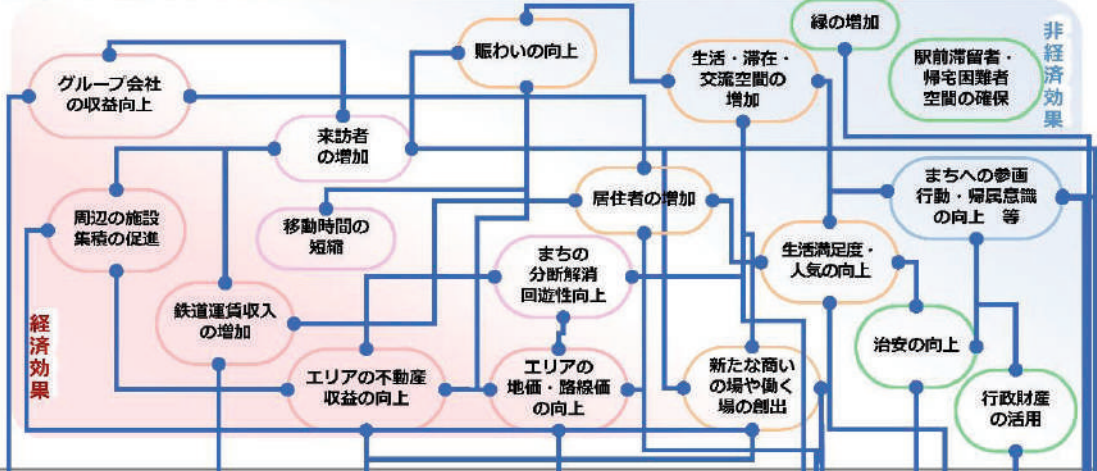 緑の増加
賑わいの向上
生活・滞在・
交流空間の
増加
駅前滞留者・
帰宅困難者
空間の確保
非経済効果
グループ会社
の収益向上
来訪者
の増加
まちへの参画
行動・帰属意識
の向上 等
居住者の増加
周辺の施設
集積の促進
移動時間の
短縮
まちの
分断解消
回遊性向上
生活満足度・
人気の向上
鉄道運賃収入
の増加
経済効果
治安の向上
エリアの不動産
収益の向上
エリアの
地価・路線価
の向上
新たな商い
の場や働く
場の創出
行政財産
の活用